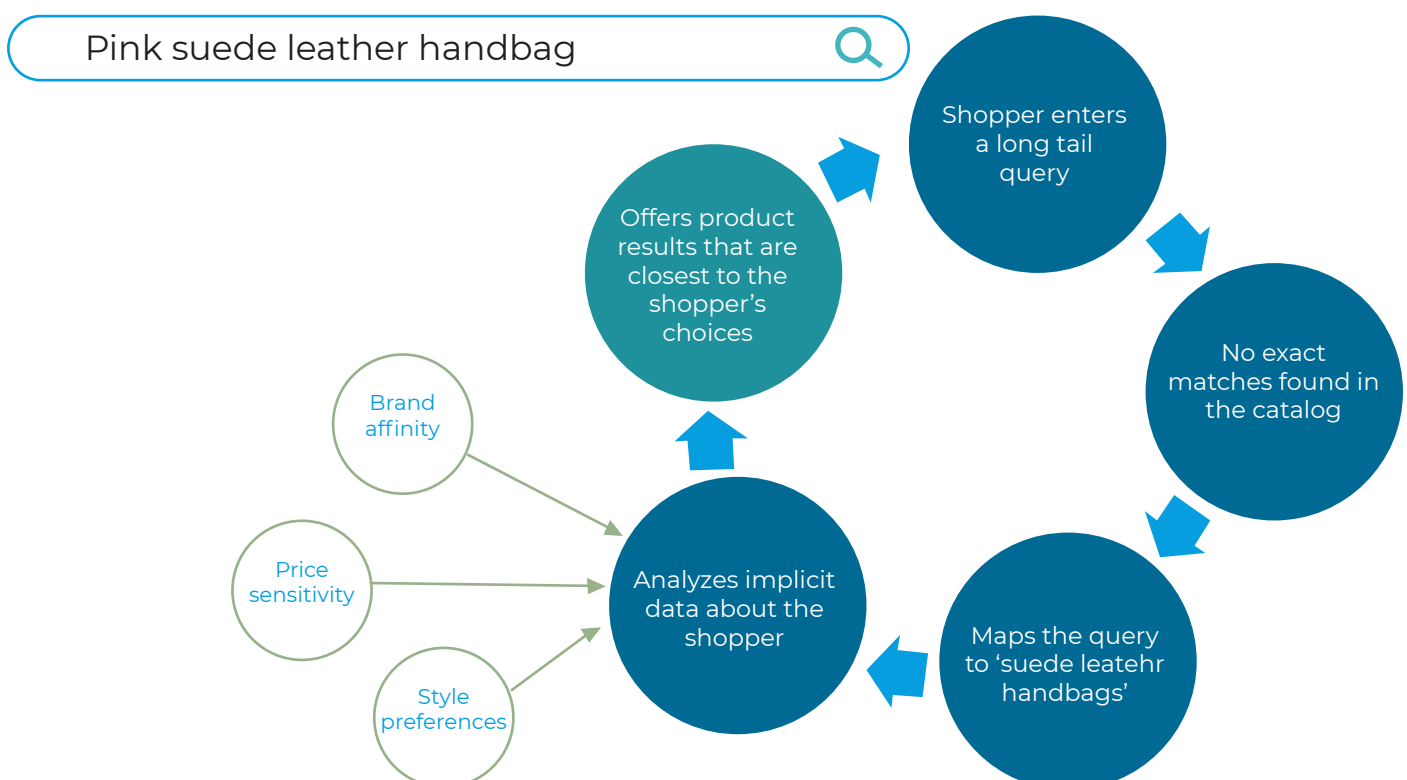 Pink suede leather handbag
Shopper enters
a long tail
query
No exact
matches found in
the catalog
Maps the query
to ‘suede leatehr
handbags’
Analyzes implicit
data about the
shopper
Brand
affinity
Price
sensitivity
Style
preferences
Offers product
results that are
closest to the
shopper’s
choices